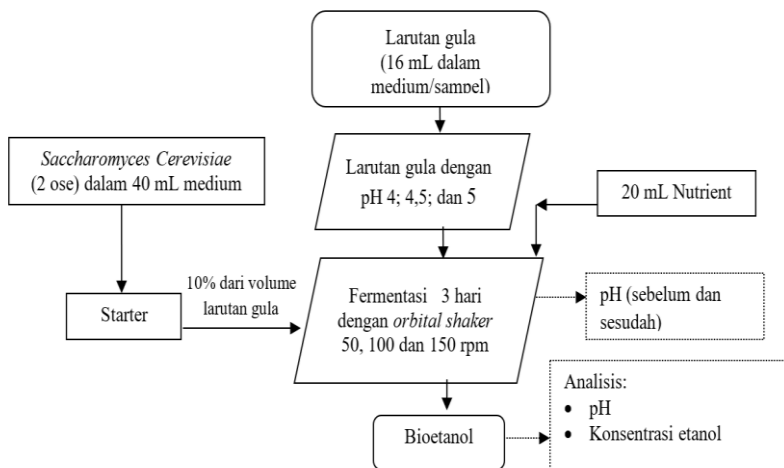 Larutan gula
(16 mL dalam
medium/sampel)
Saccharomyces Cerevisiae
(2 ose) dalam 40 mL medium
Larutan gula dengan
pH 4; 4,5; dan 5
20 mL Nutrient
10% dari volume
larutan gula
Starter
Fermentasi 3 hari
dengan orbital shaker
50, 100 dan 150 rpm
pH (sebelum dan
sesudah)
Bioetanol
Analisis:
• pH
• Konsentrasi etanol